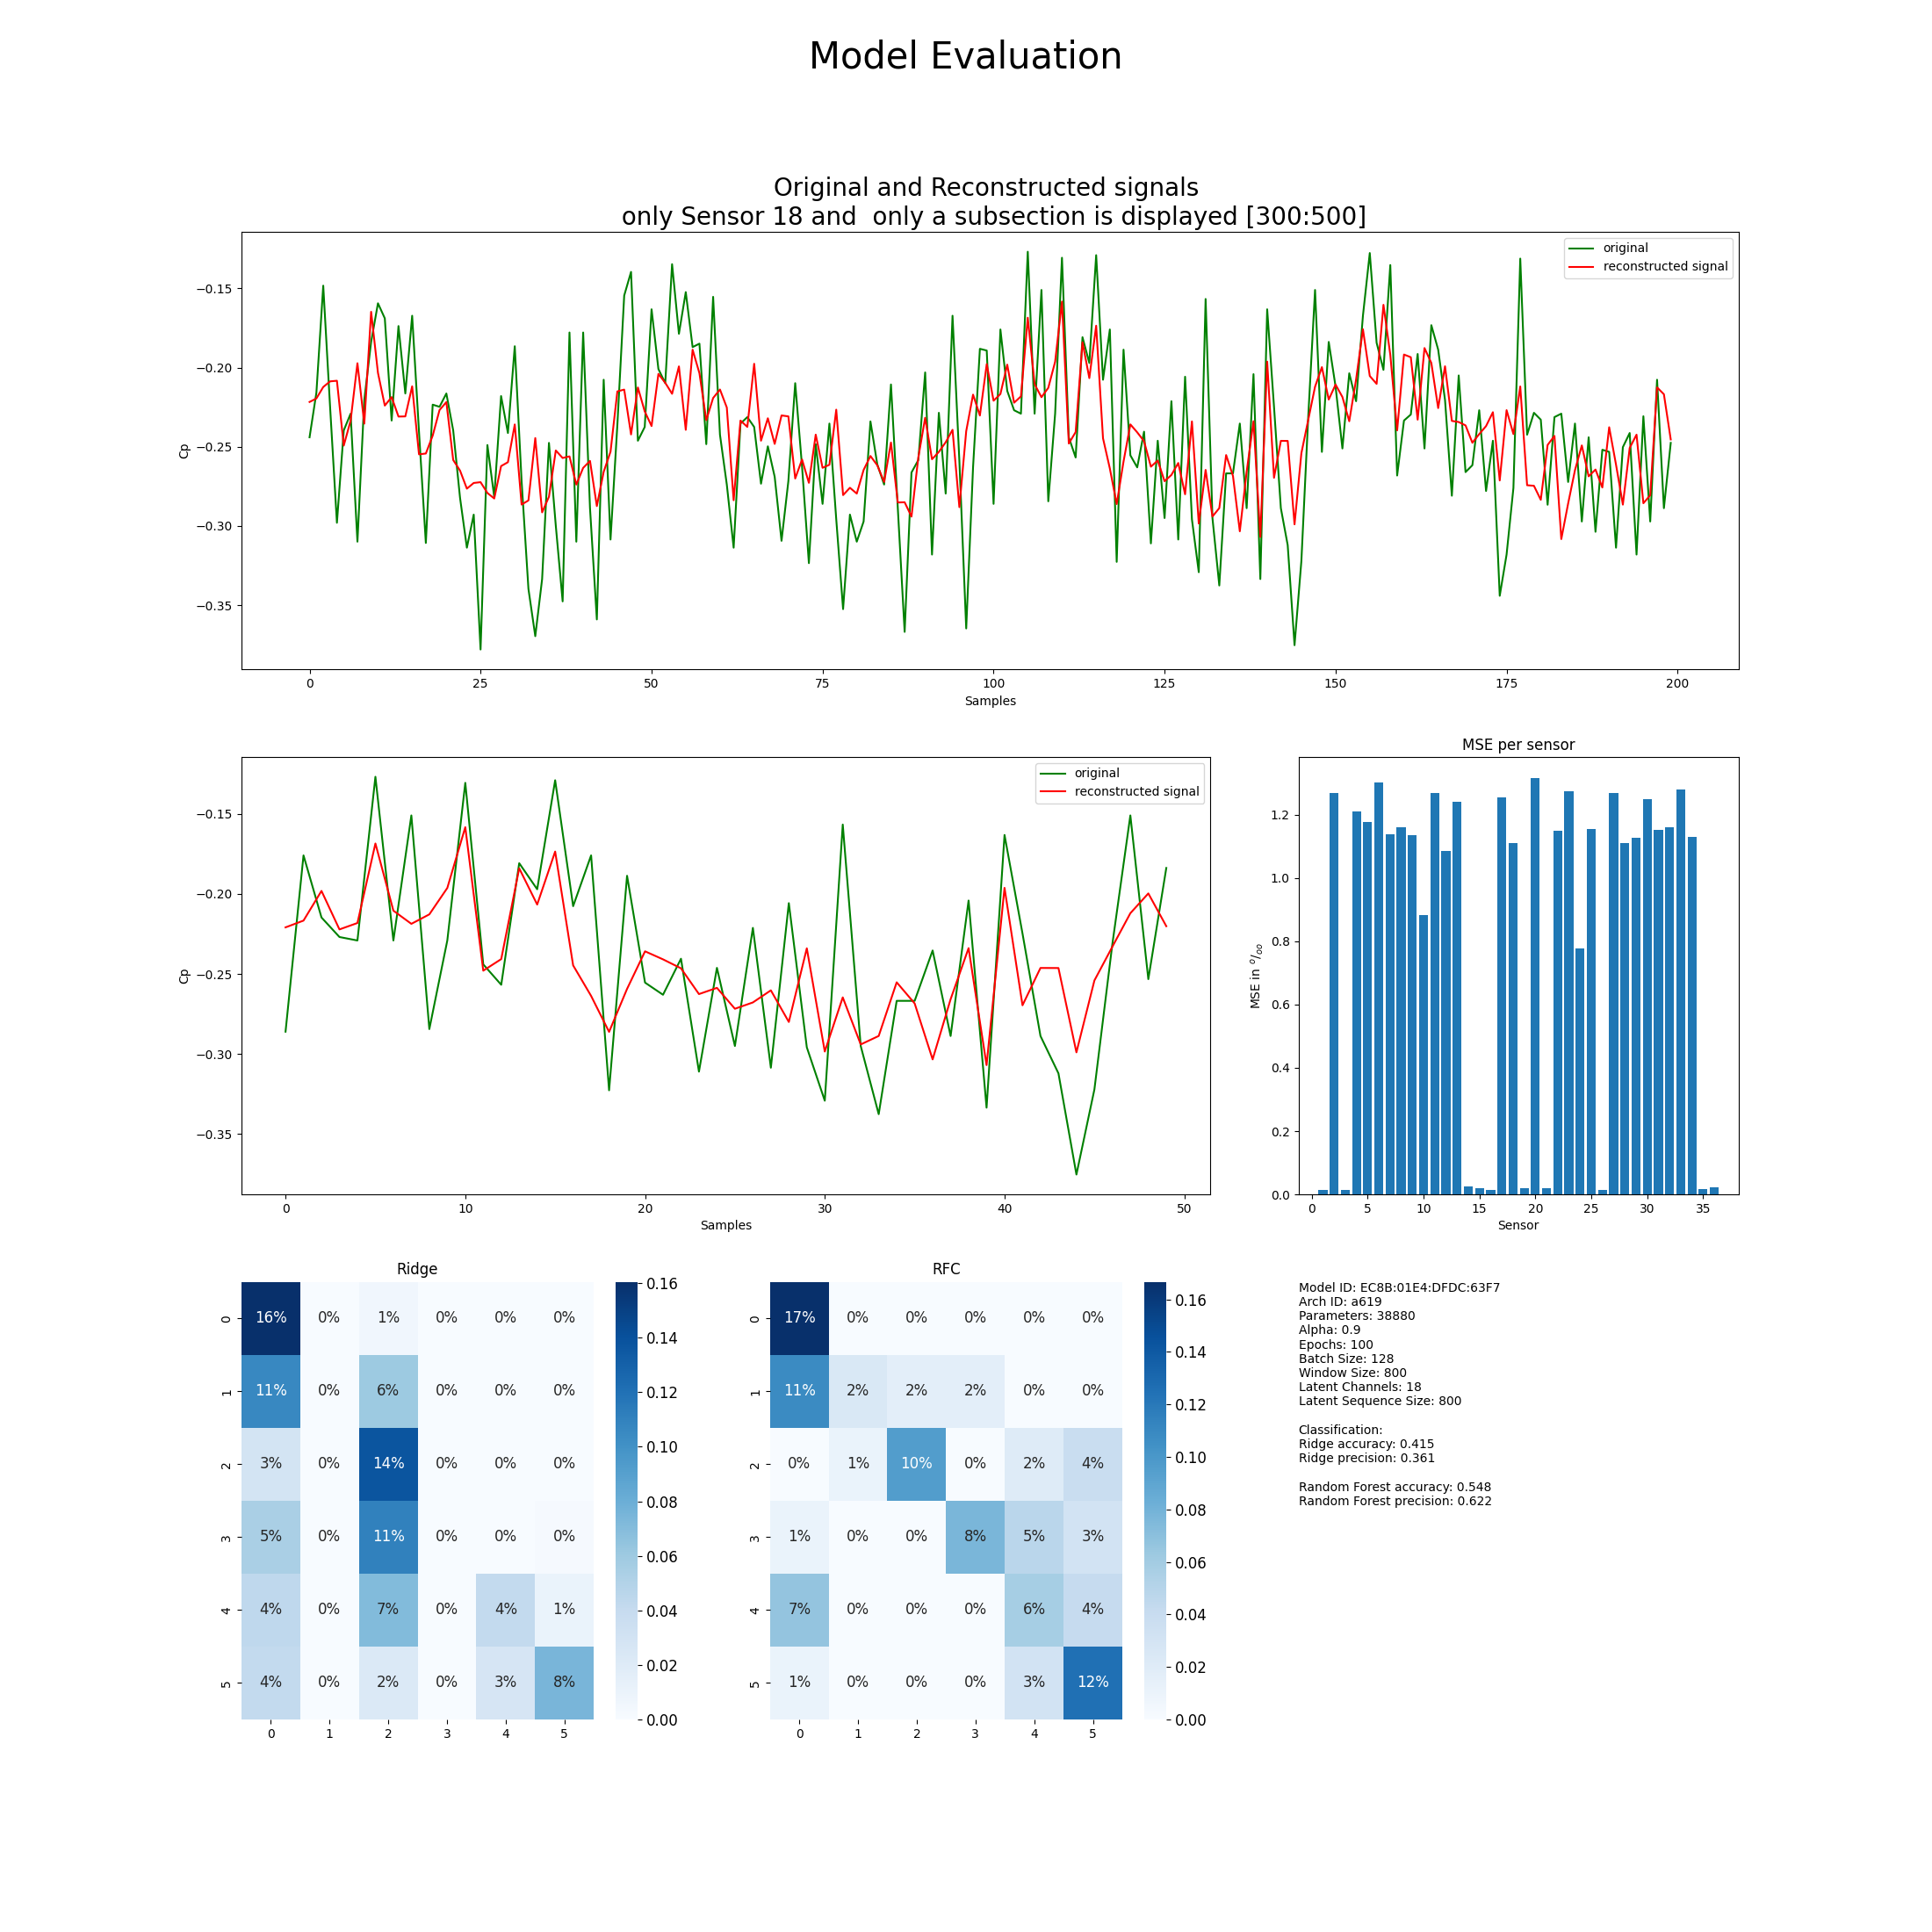 Model Evaluation
Original and Reconstructed signals
only Sensor 18 and  only a subsection is displayed [300:500]
original
reconstructed signal
−0.15
−0.20
−0.25
−0.30
−0.35
Cp
0 25 50 75 100 125 150 175 200
Samples
original
reconstructed signal
−0.15
−0.20
−0.25
−0.30
−0.35
Cp
0 10 20 30 40 50
Samples
MSE per sensor
1.2
1.0
0.8
0.6
0.4
0.2
0.0
MSE in o/oo
0 5 10 15 20 25 30 35
Sensor
Ridge
0 16% 0% 1% 0% 0% 0%
1 11% 0% 6% 0% 0% 0%
2 3% 0% 14% 0% 0% 0%
3 5% 0% 11% 0% 0% 0%
4 4% 0% 7% 0% 4% 1%
5 4% 0% 2% 0% 3% 8%
0 1 2 3 4 5
0.16
0.14
0.12
0.10
0.08
0.06
0.04
0.02
0.00
RFC
0 17% 0% 0% 0% 0% 0%
1 11% 2% 2% 2% 0% 0%
2 0% 1% 10% 0% 2% 4%
3 1% 0% 0% 8% 5% 3%
4 7% 0% 0% 0% 6% 4%
5 1% 0% 0% 0% 3% 12%
0 1 2 3 4 5
0.16
0.14
0.12
0.10
0.08
0.06
0.04
0.02
0.00
Model ID: EC8B:01E4:DFDC:63F7
Arch ID: a619
Parameters: 38880
Alpha: 0.9
Epochs: 100
Batch Size: 128
Window Size: 800
Latent Channels: 18
Latent Sequence Size: 800
Classification:
Ridge accuracy: 0.415
Ridge precision: 0.361
Random Forest accuracy: 0.548
Random Forest precision: 0.622